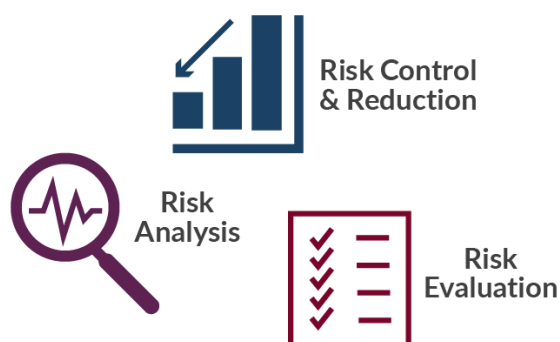 Risk Control
& Reduction
Risk
Analysis
Risk
Evaluation